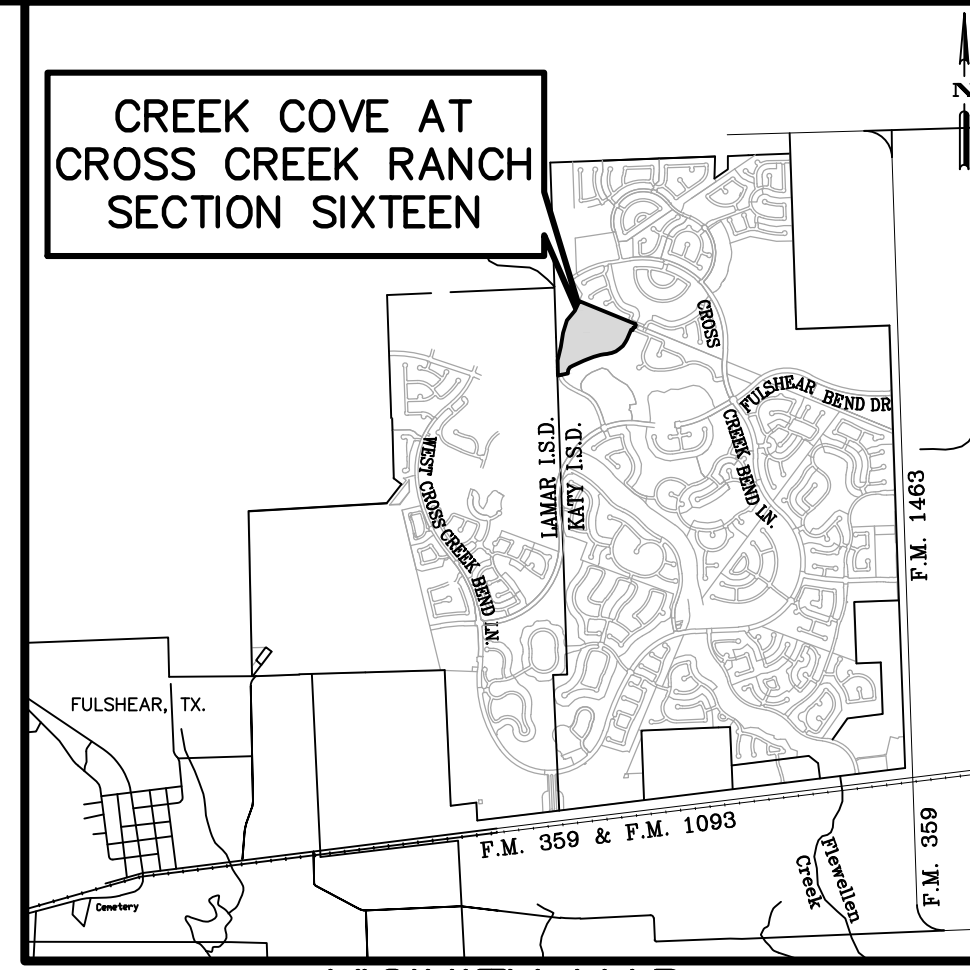 CREEK COVE AT
CROSS CREEK RANCH
SECTION SIXTEEN
N
CROSS
FULSHEAR BEND DR
CREEK BEND LN.
LAMAR I.S.D.
KATY I.S.D.
WEST CROSS CREEK BEND LN.
F.M. 1463
FULSHEAR, TX.
F.M. 359 & F.M. 1093
F.M. 359
Flewellen
Creek
Cemetery